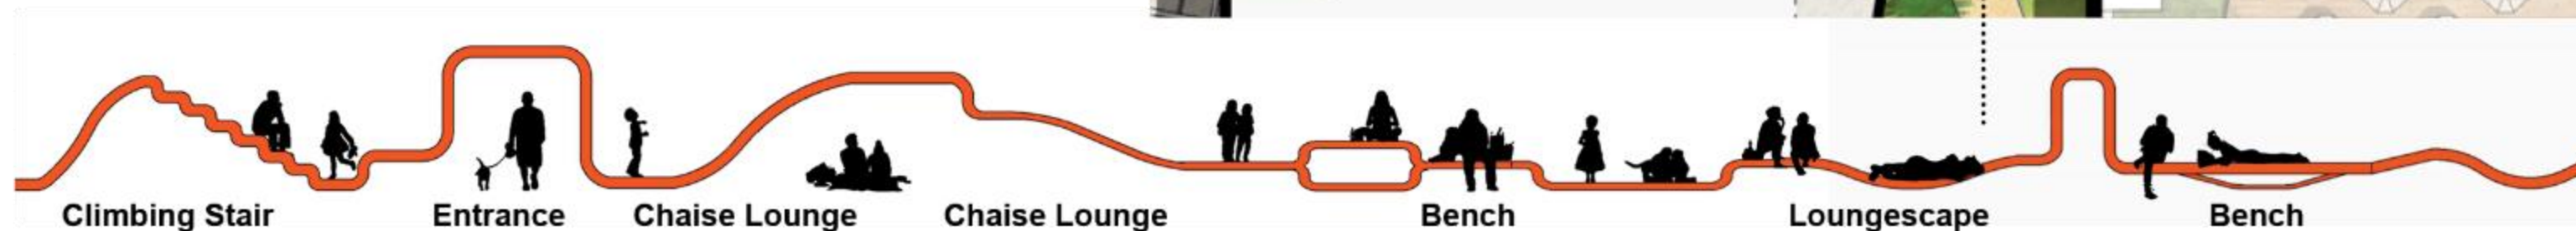 Climbing Stair
Entrance
Chaise Lounge
Chaise Lounge
Bench
Loungescape
Bench